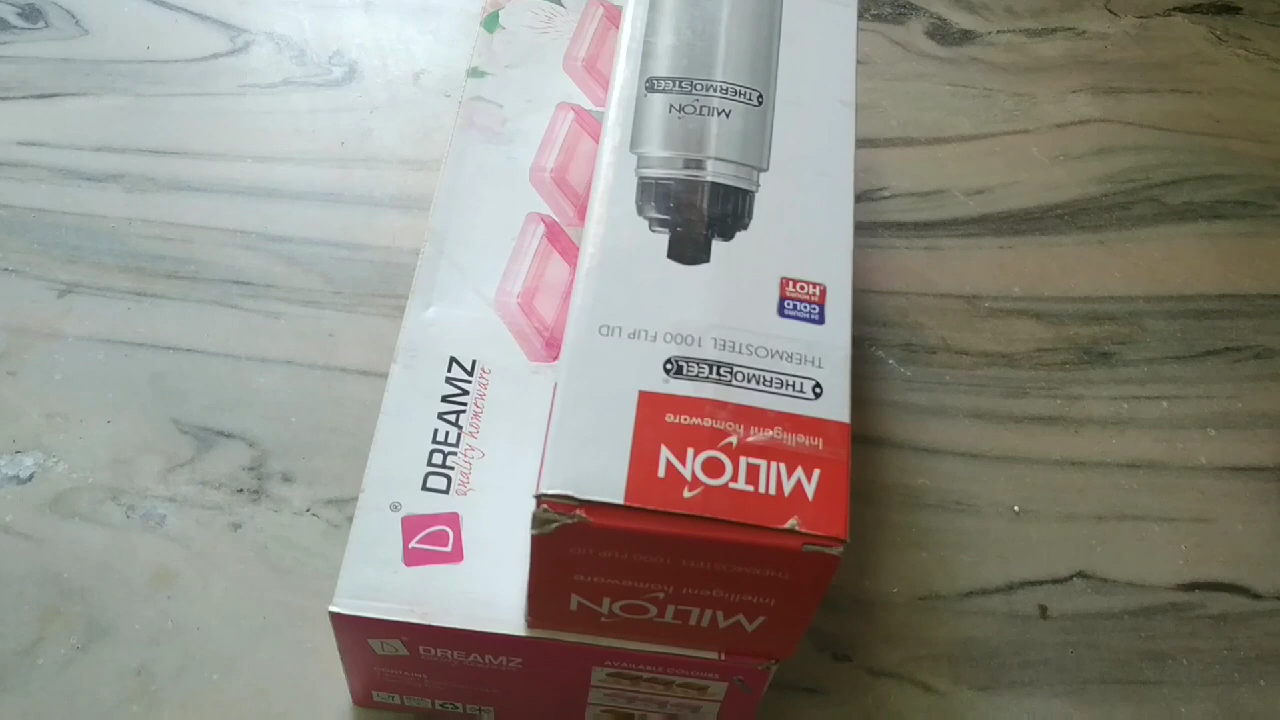 THERMOSTEEL
MILTON
24 HOURS
HOT
24 HOURS
COLD
THERMOSTEEL 1000 FLIP LID
THERMOSTEEL
Intelligent homeware
MILTON
THERMOSTEEL 1000 FLIP LID
Intelligent homeware
MILTON
DREAMZ
quality homeware
D
DREAMZ
CONTAINS
AVAILABLE COLOURS